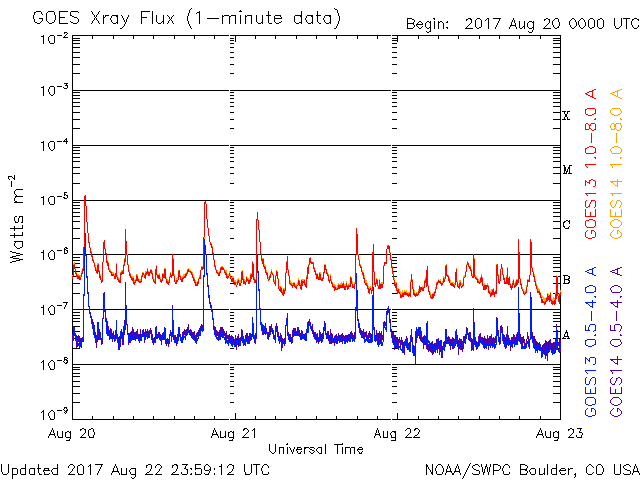 GOES Xray Flux (1-minute data)
Begin: 2017 Aug 20 0000 UTC
10⁻²
10⁻³
10⁻⁴
10⁻⁵
10⁻⁶
10⁻⁷
10⁻⁸
10⁻⁹
Watts m⁻²
X
M
C
B
A
GOES13 1.0-8.0 A
GOES14 1.0-8.0 A
GOES13 0.5-4.0 A
GOES14 0.5-4.0 A
Aug 20
Aug 21
Aug 22
Aug 23
Universal Time
Updated 2017 Aug 22 23:59:12 UTC
NOAA/SWPC Boulder, CO USA